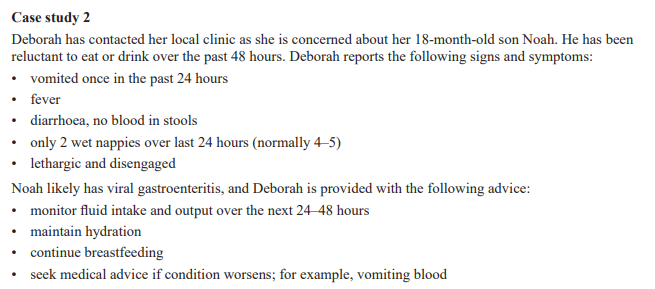 Case study 2
Deborah has contacted her local clinic as she is concerned about her 18-month-old son Noah. He has been
reluctant to eat or drink over the past 48 hours. Deborah reports the following signs and symptoms:
• vomited once in the past 24 hours
• fever
• diarrhoea, no blood in stools
• only 2 wet nappies over last 24 hours (normally 4–5)
• lethargic and disengaged
Noah likely has viral gastroenteritis, and Deborah is provided with the following advice:
• monitor fluid intake and output over the next 24–48 hours
• maintain hydration
• continue breastfeeding
• seek medical advice if condition worsens; for example, vomiting blood